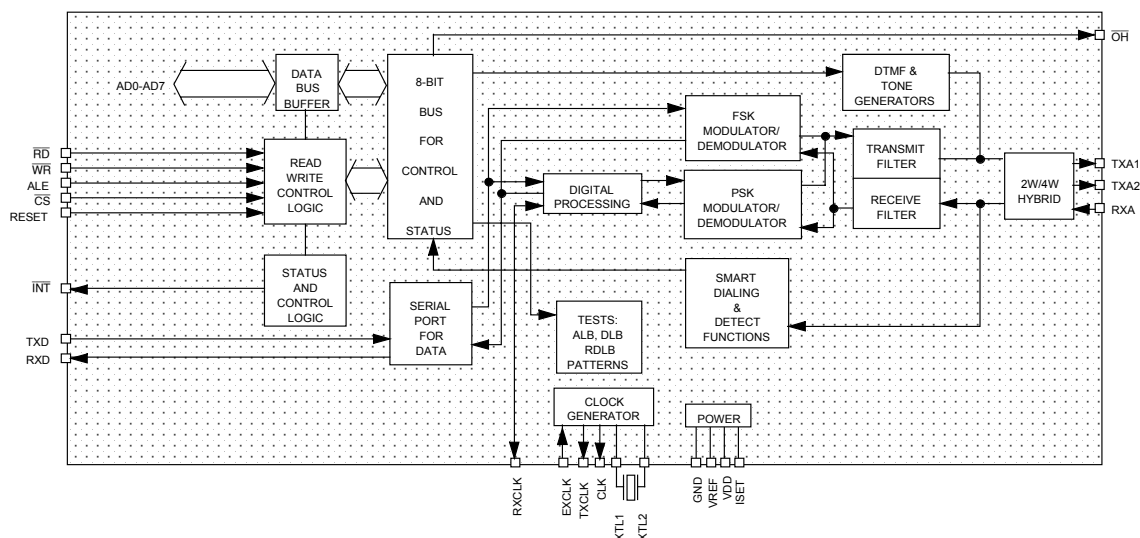 OH
AD0-AD7
DATA
BUS
BUFFER
8-BIT
BUS
FOR
CONTROL
AND
STATUS
DTMF &
TONE
GENERATORS
FSK
MODULATOR/
DEMODULATOR
RD
WR
ALE
CS
RESET
READ
WRITE
CONTROL
LOGIC
DIGITAL
PROCESSING
PSK
MODULATOR/
DEMODULATOR
TRANSMIT
FILTER
RECEIVE
FILTER
2W/4W
HYBRID
TXA1
TXA2
RXA
INT
STATUS
AND
CONTROL
LOGIC
SERIAL
PORT
FOR
DATA
TESTS:
ALB, DLB
RDLB
PATTERNS
SMART
DIALING
&
DETECT
FUNCTIONS
TXD
RXD
CLOCK
GENERATOR
POWER
RXCLK
EXCLK
TXCLK
CLK
XTL1
XTL2
GND
VREF
VDD
ISET